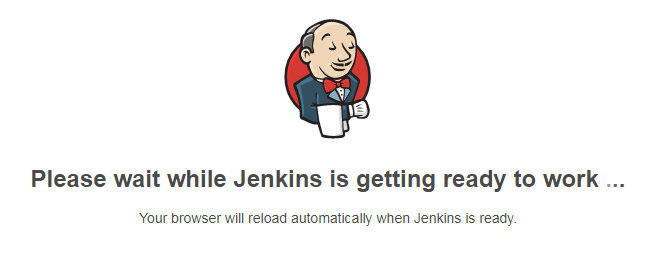 Please wait while Jenkins is getting ready to work ...
Your browser will reload automatically when Jenkins is ready.